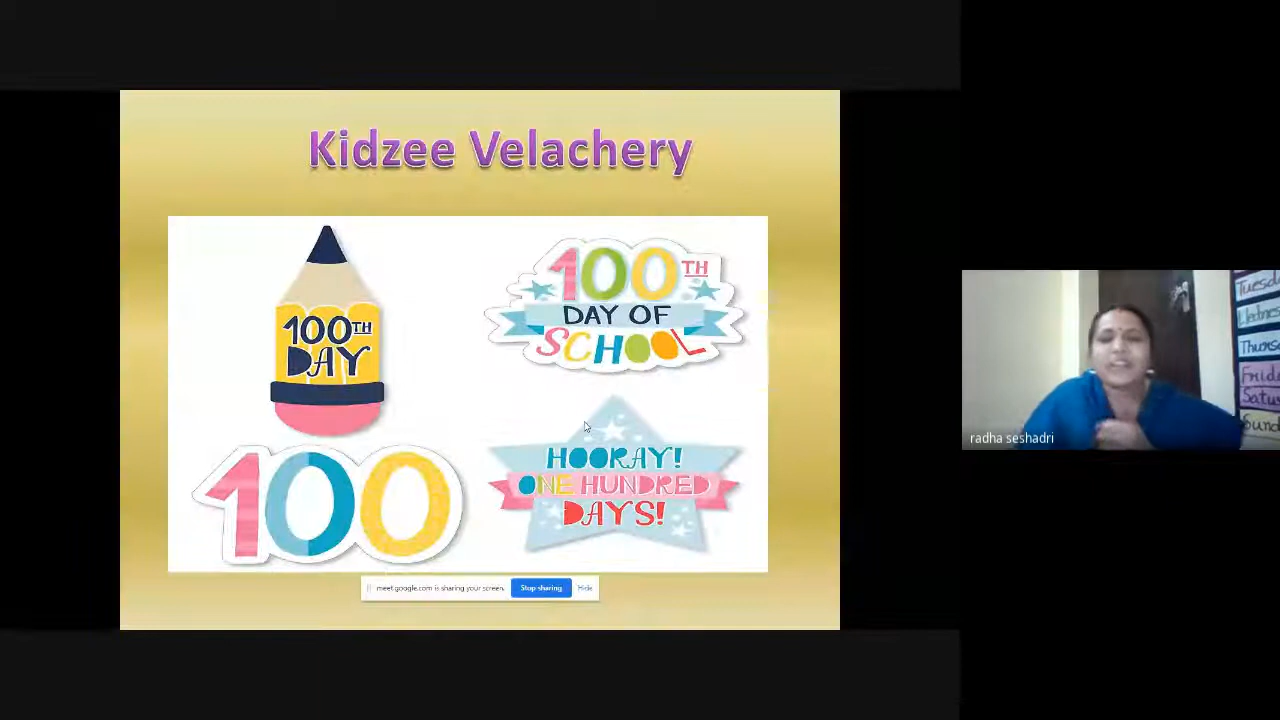 Kidzee Velachery
100TH
DAY
100TH
DAY OF
SCHOOL
100
HOORAY!
ONE HUNDRED
DAYS!
meet.google.com is sharing your screen.
Stop sharing
Hide
radha seshadri